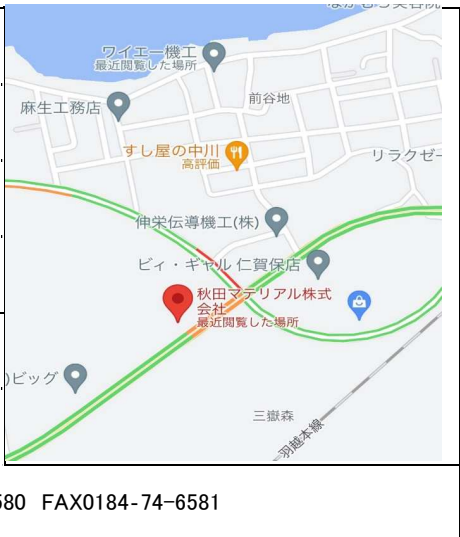 ワイエー機工
最近閲覧した場所
麻生工務店
前谷地
すし屋の中川
高評価
リラクゼー
伸栄伝導機工(株)
ビィ・ギャル 仁賀保店
秋田マテリアル株式
会社
最近閲覧した場所
)ビッグ
三嶽森
羽越本線
580 FAX0184-74-6581